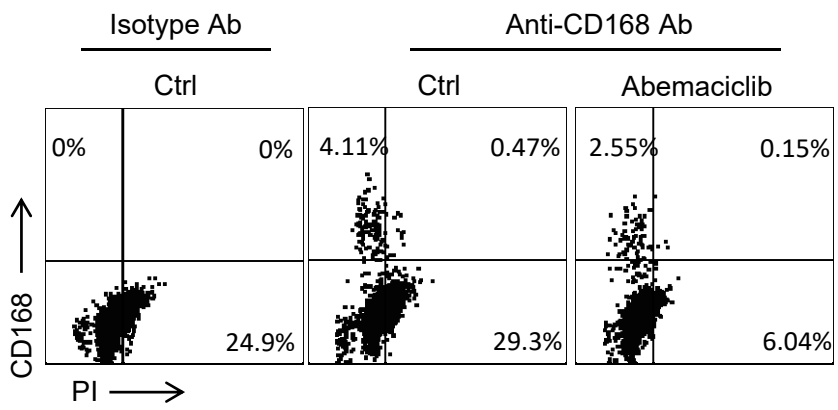 Isotype Ab
Anti-CD168 Ab
Ctrl
Ctrl
Abemaciclib
0%
0%
4.11%
0.47%
2.55%
0.15%
CD168
24.9%
29.3%
6.04%
PI